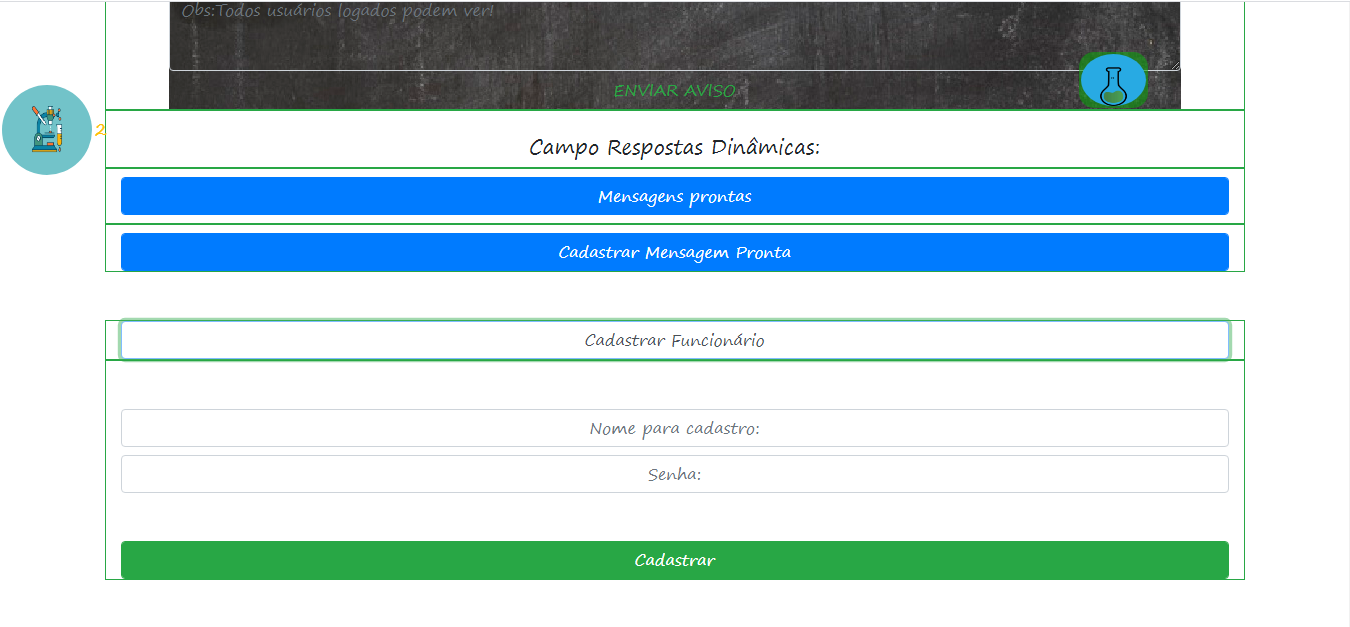 Obs:Todos usuários logados podem ver!
ENVIAR AVISO
2
Campo Respostas Dinâmicas:
Mensagens prontas
Cadastrar Mensagem Pronta
Cadastrar Funcionário
Nome para cadastro:
Senha:
Cadastrar